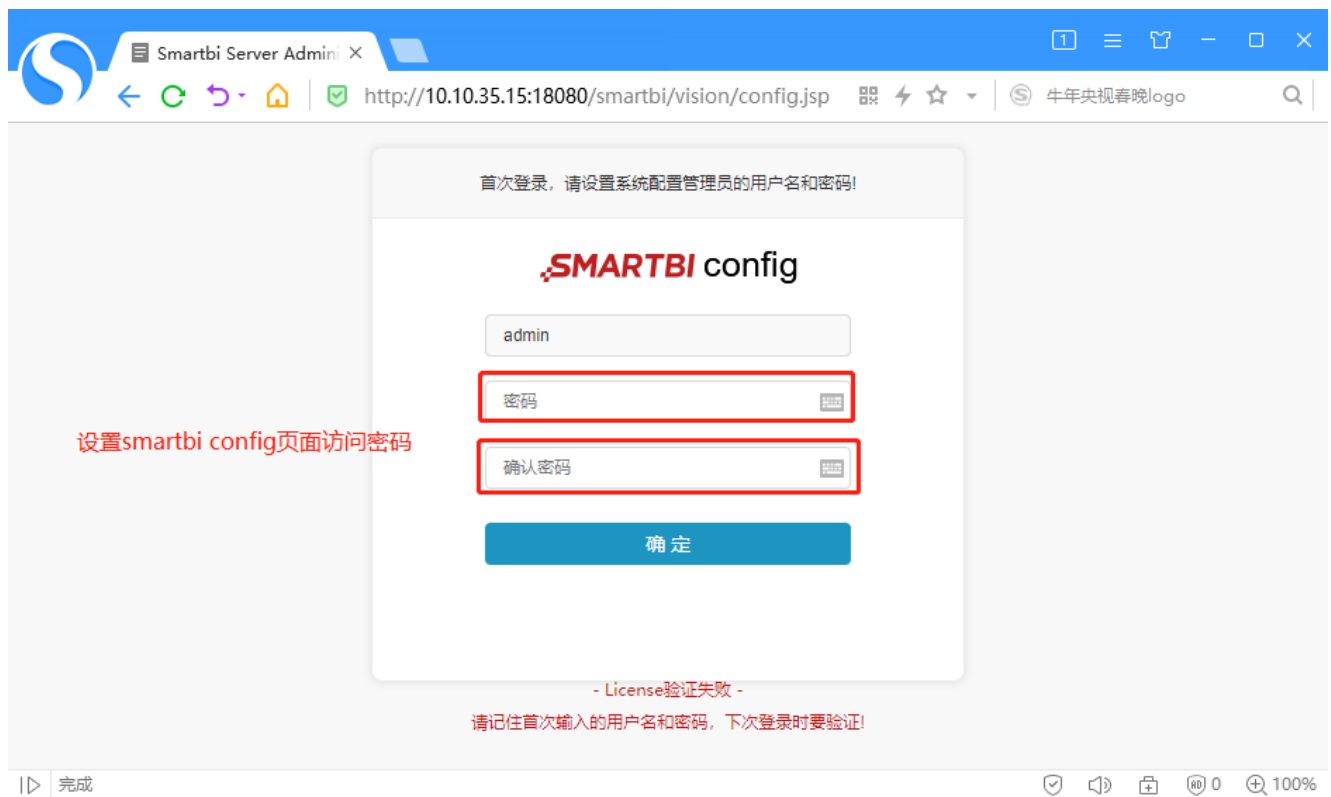 Smartbi Server Admini
1
http://10.10.35.15:18080/smartbi/vision/config.jsp
牛年央视春晚logo
首次登录，请设置系统配置管理员的用户名和密码!
SMARTBI config
admin
密码
设置smartbi config页面访问密码
确认密码
确定
- License验证失败 -
请记住首次输入的用户名和密码，下次登录时要验证!
完成
AD 0
100%